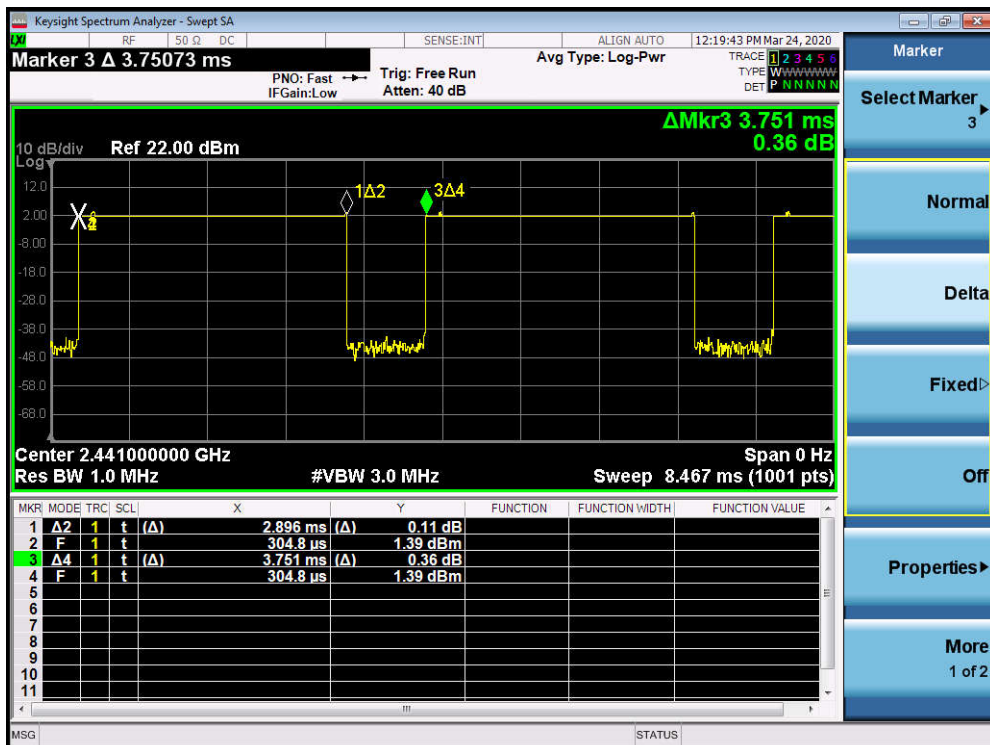 Keysight Spectrum Analyzer - Swept SA
LXI RF 50 Ω DC SENSE:INT ALIGN AUTO 12:19:43 PM Mar 24, 2020
Marker 3 Δ 3.75073 ms
PNO: Fast Trig: Free Run Avg Type: Log-Pwr TRACE 1 2 3 4 5 6
IFGain:Low Atten: 40 dB TYPE WWWWWW
DET P N N N N N
ΔMkr3 3.751 ms
0.36 dB
10 dB/div Ref 22.00 dBm
Log
12.0
2.00
-8.00
-18.0
-28.0
-38.0
-48.0
-58.0
-68.0
1Δ2
3Δ4
X 2
Center 2.441000000 GHz Span 0 Hz
Res BW 1.0 MHz #VBW 3.0 MHz Sweep 8.467 ms (1001 pts)
MKR MODE TRC SCL X Y FUNCTION FUNCTION WIDTH FUNCTION VALUE
1 Δ2 1 t (Δ) 2.896 ms (Δ) 0.11 dB
2 F 1 t 304.8 µs 1.39 dBm
3 Δ4 1 t (Δ) 3.751 ms (Δ) 0.36 dB
4 F 1 t 304.8 µs 1.39 dBm
5
6
7
8
9
10
11
MSG STATUS
Marker
Select Marker
3
Normal
Delta
Fixed
Off
Properties
More
1 of 2